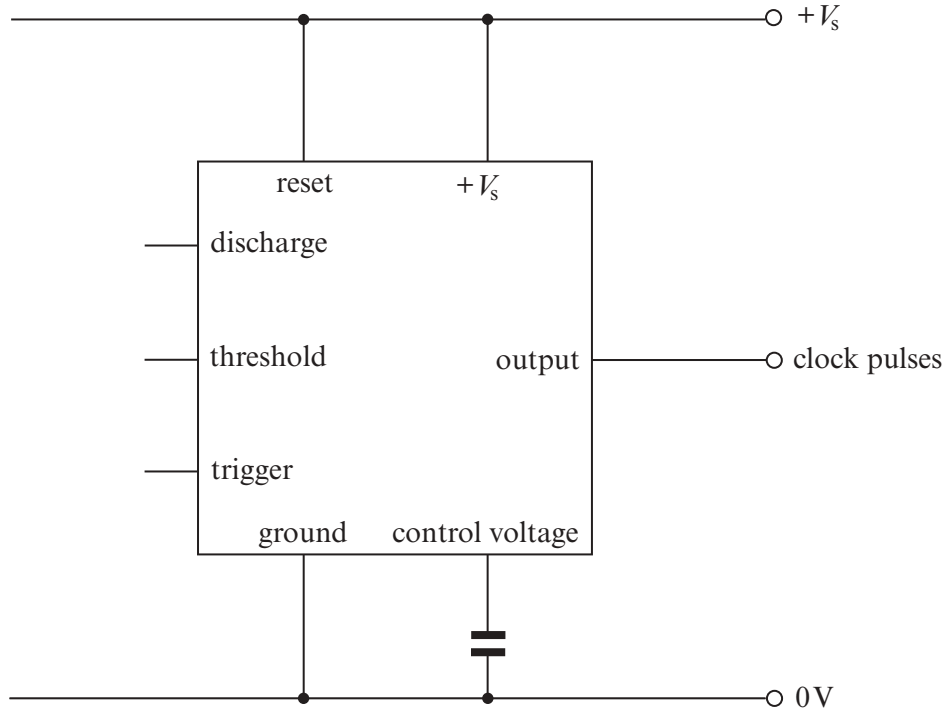 +Vs
reset
+Vs
discharge
threshold
output
clock pulses
trigger
ground
control voltage
0V